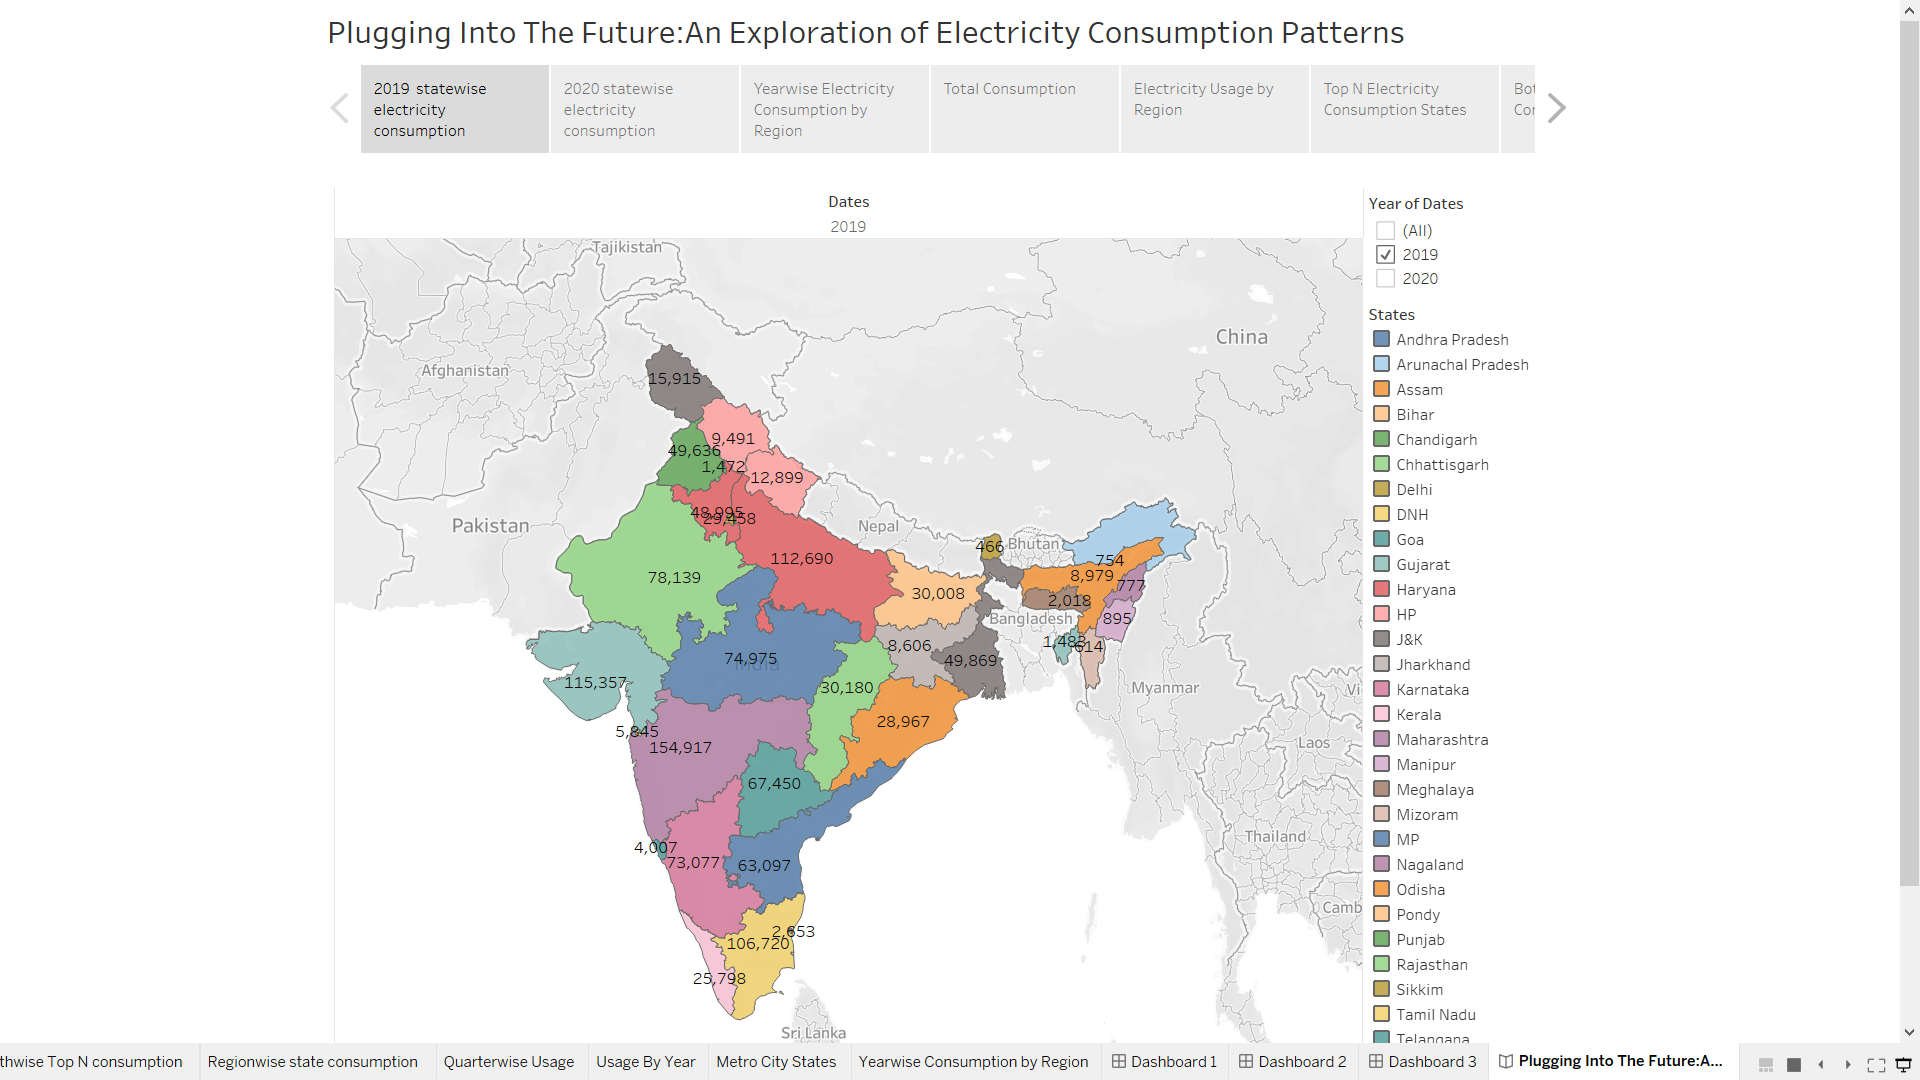 Plugging Into The Future:An Exploration of Electricity Consumption Patterns
2019 statewise
electricity
consumption
2020 statewise
electricity
consumption
Yearwise Electricity
Consumption by
Region
Total Consumption
Electricity Usage by
Region
Top N Electricity
Consumption States
Dates
2019
Year of Dates
(All)
2019
2020
States
Andhra Pradesh
Arunachal Pradesh
Assam
Bihar
Chandigarh
Chhattisgarh
Delhi
DNH
Goa
Gujarat
Haryana
HP
J&K
Jharkhand
Karnataka
Kerala
Maharashtra
Manipur
Meghalaya
Mizoram
MP
Nagaland
Odisha
Pondy
Punjab
Rajasthan
Sikkim
Tamil Nadu
Telangana
Tajikistan
China
Afghanistan
Pakistan
Nepal
Bhutan
Bangladesh
India
Myanmar
Laos
Thailand
Sri Lanka
15,915
9,491
49,636
1,472
12,899
48,995
29,458
112,690
78,139
466
754
8,979
777
30,008
2,018
895
1,483
614
8,606
74,975
49,869
115,357
30,180
28,967
5,845
154,917
67,450
4,007
73,077
63,097
2,653
106,720
25,798
thwise Top N consumption
Regionwise state consumption
Quarterwise Usage
Usage By Year
Metro City States
Yearwise Consumption by Region
Dashboard 1
Dashboard 2
Dashboard 3
Plugging Into The Future:A...